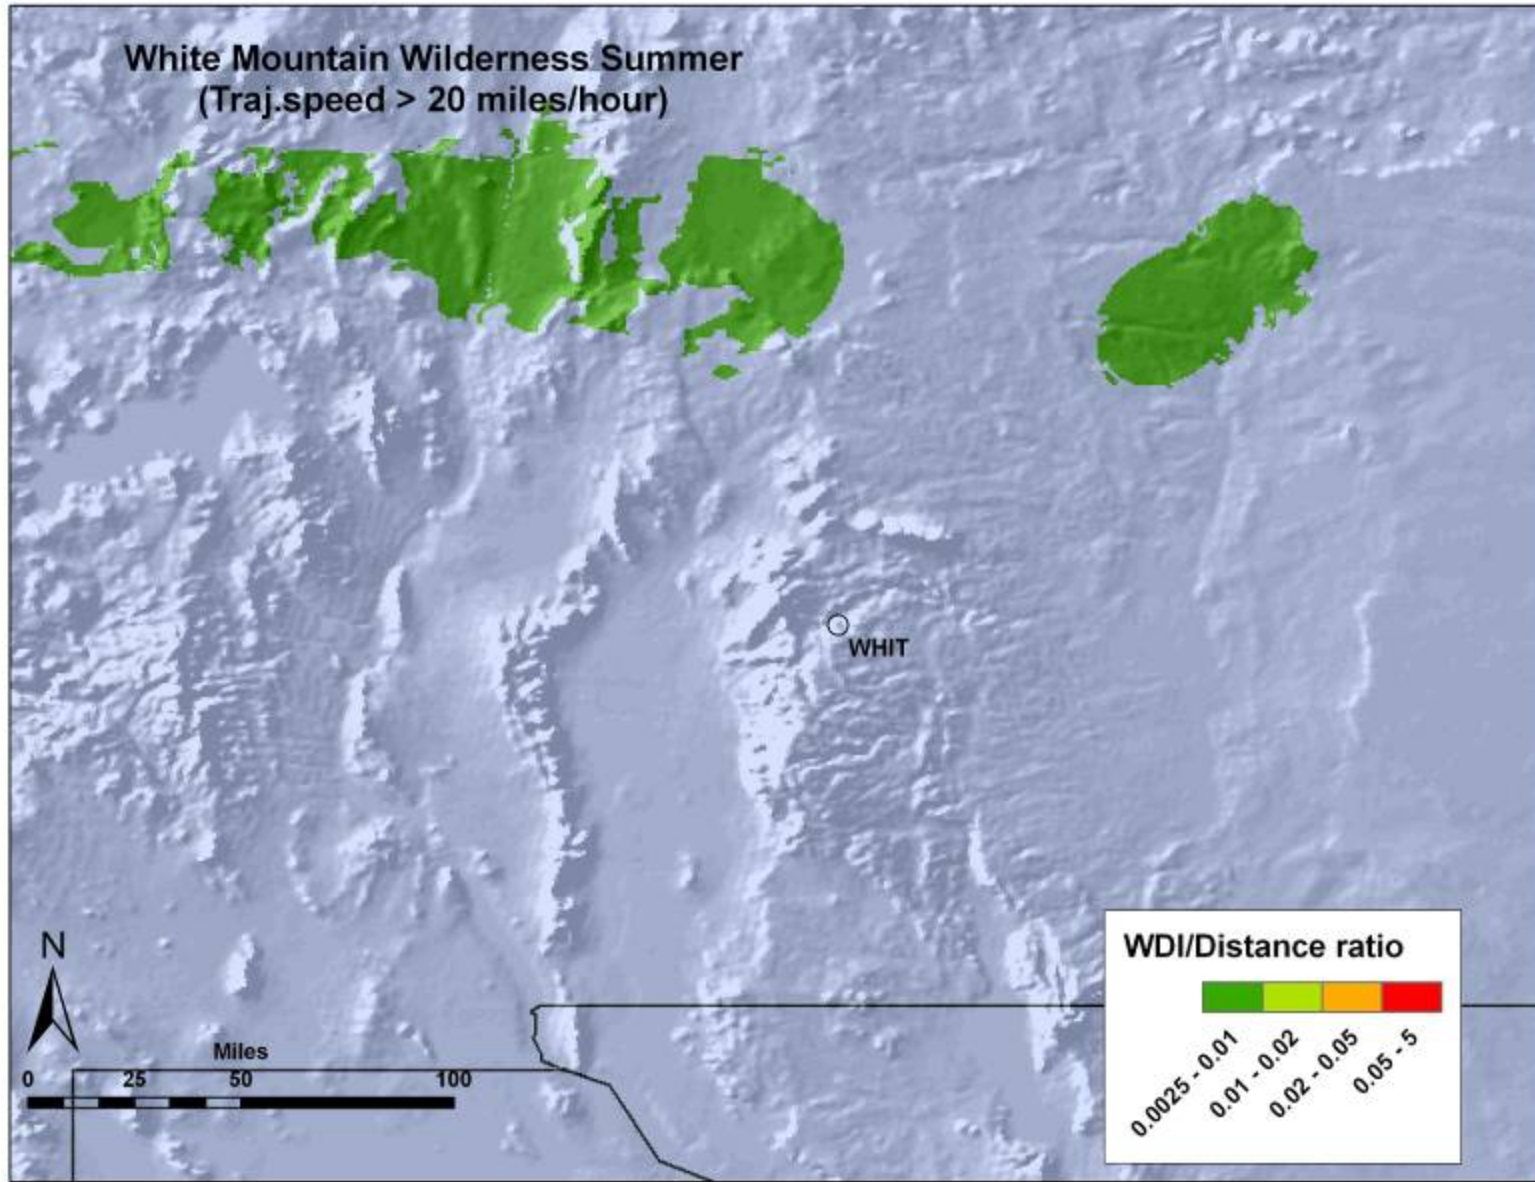 White Mountain Wilderness Summer
(Traj.speed > 20 miles/hour)
WHIT
N
Miles
0 25 50 100
WDI/Distance ratio
0.0025 - 0.01
0.01 - 0.02
0.02 - 0.05
0.05 - 5